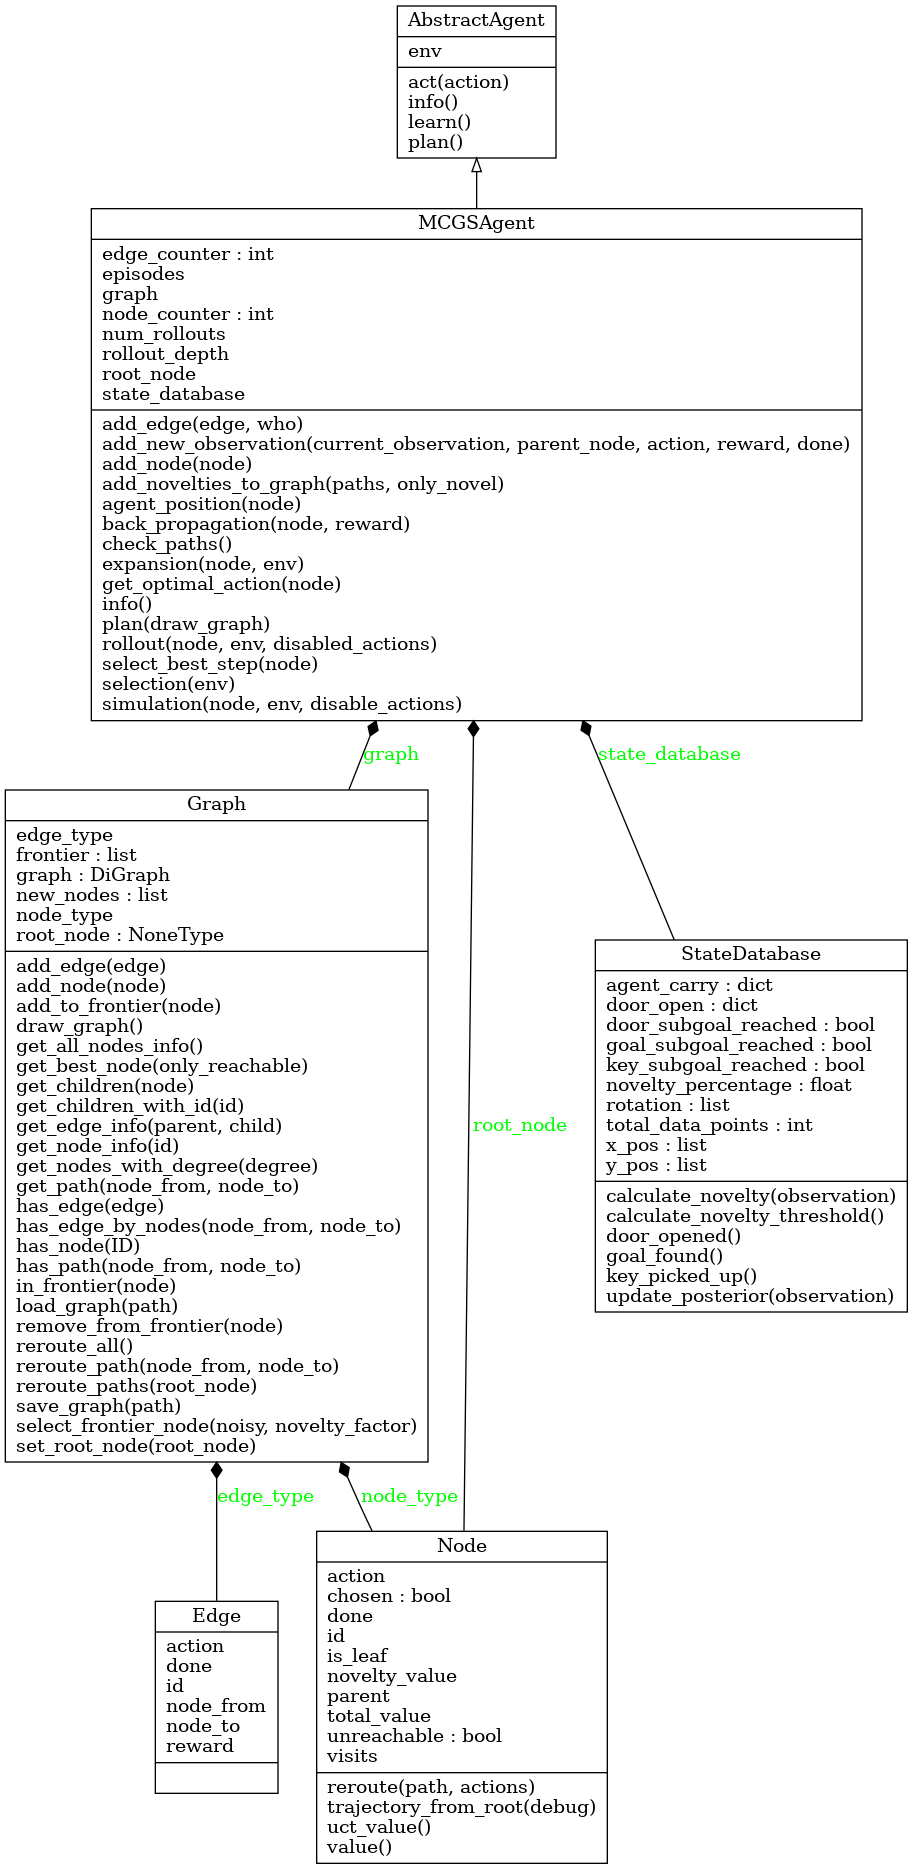 AbstractAgent
env
act(action)
info()
learn()
plan()
MCGSAgent
edge_counter : int
episodes
graph
node_counter : int
num_rollouts
rollout_depth
root_node
state_database
add_edge(edge, who)
add_new_observation(current_observation, parent_node, action, reward, done)
add_node(node)
add_novelties_to_graph(paths, only_novel)
agent_position(node)
back_propagation(node, reward)
check_paths()
expansion(node, env)
get_optimal_action(node)
info()
plan(draw_graph)
rollout(node, env, disabled_actions)
select_best_step(node)
selection(env)
simulation(node, env, disable_actions)
graph
state_database
Graph
edge_type
frontier : list
graph : DiGraph
new_nodes : list
node_type
root_node : NoneType
add_edge(edge)
add_node(node)
add_to_frontier(node)
draw_graph()
get_all_nodes_info()
get_best_node(only_reachable)
get_children(node)
get_children_with_id(id)
get_edge_info(parent, child)
get_node_info(id)
get_nodes_with_degree(degree)
get_path(node_from, node_to)
has_edge(edge)
has_edge_by_nodes(node_from, node_to)
has_node(ID)
has_path(node_from, node_to)
in_frontier(node)
load_graph(path)
remove_from_frontier(node)
reroute_all()
reroute_path(node_from, node_to)
reroute_paths(root_node)
save_graph(path)
select_frontier_node(noisy, novelty_factor)
set_root_node(root_node)
root_node
StateDatabase
agent_carry : dict
door_open : dict
door_subgoal_reached : bool
goal_subgoal_reached : bool
key_subgoal_reached : bool
novelty_percentage : float
rotation : list
total_data_points : int
x_pos : list
y_pos : list
calculate_novelty(observation)
calculate_novelty_threshold()
door_opened()
goal_found()
key_picked_up()
update_posterior(observation)
edge_type
node_type
Edge
action
done
id
node_from
node_to
reward
Node
action
chosen : bool
done
id
is_leaf
novelty_value
parent
total_value
unreachable : bool
visits
reroute(path, actions)
trajectory_from_root(debug)
uct_value()
value()